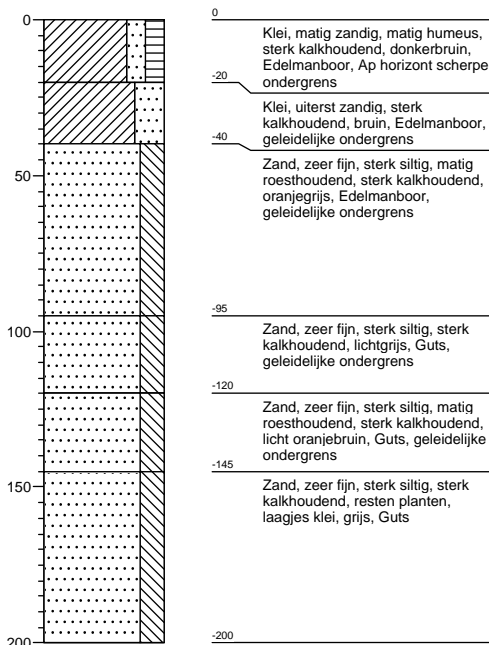 0
50
100
150
200
0
Klei, matig zandig, matig humeus,
sterk kalkhoudend, donkerbruin,
Edelmanboor, Ap horizont scherpe
ondergrens
-20
Klei, uiterst zandig, sterk
kalkhoudend, bruin, Edelmanboor,
geleidelijke ondergrens
-40
Zand, zeer fijn, sterk siltig, matig
roesthoudend, sterk kalkhoudend,
oranjegrijs, Edelmanboor,
geleidelijke ondergrens
-95
Zand, zeer fijn, sterk siltig, sterk
kalkhoudend, lichtgrijs, Guts,
geleidelijke ondergrens
-120
Zand, zeer fijn, sterk siltig, matig
roesthoudend, sterk kalkhoudend,
licht oranjebruin, Guts, geleidelijke
ondergrens
-145
Zand, zeer fijn, sterk siltig, sterk
kalkhoudend, resten planten,
laagjes klei, grijs, Guts
-200